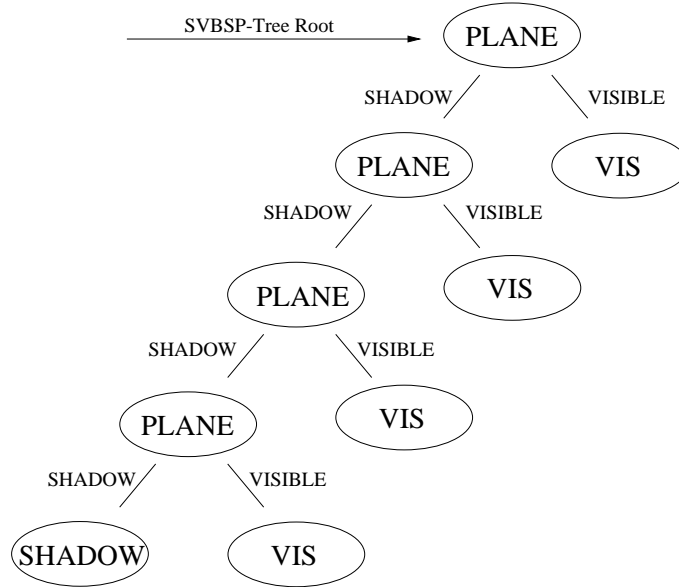 SVBSP-Tree Root
PLANE
SHADOW
VISIBLE
PLANE
VIS
SHADOW
VISIBLE
PLANE
VIS
SHADOW
VISIBLE
PLANE
VIS
SHADOW
VISIBLE
SHADOW
VIS